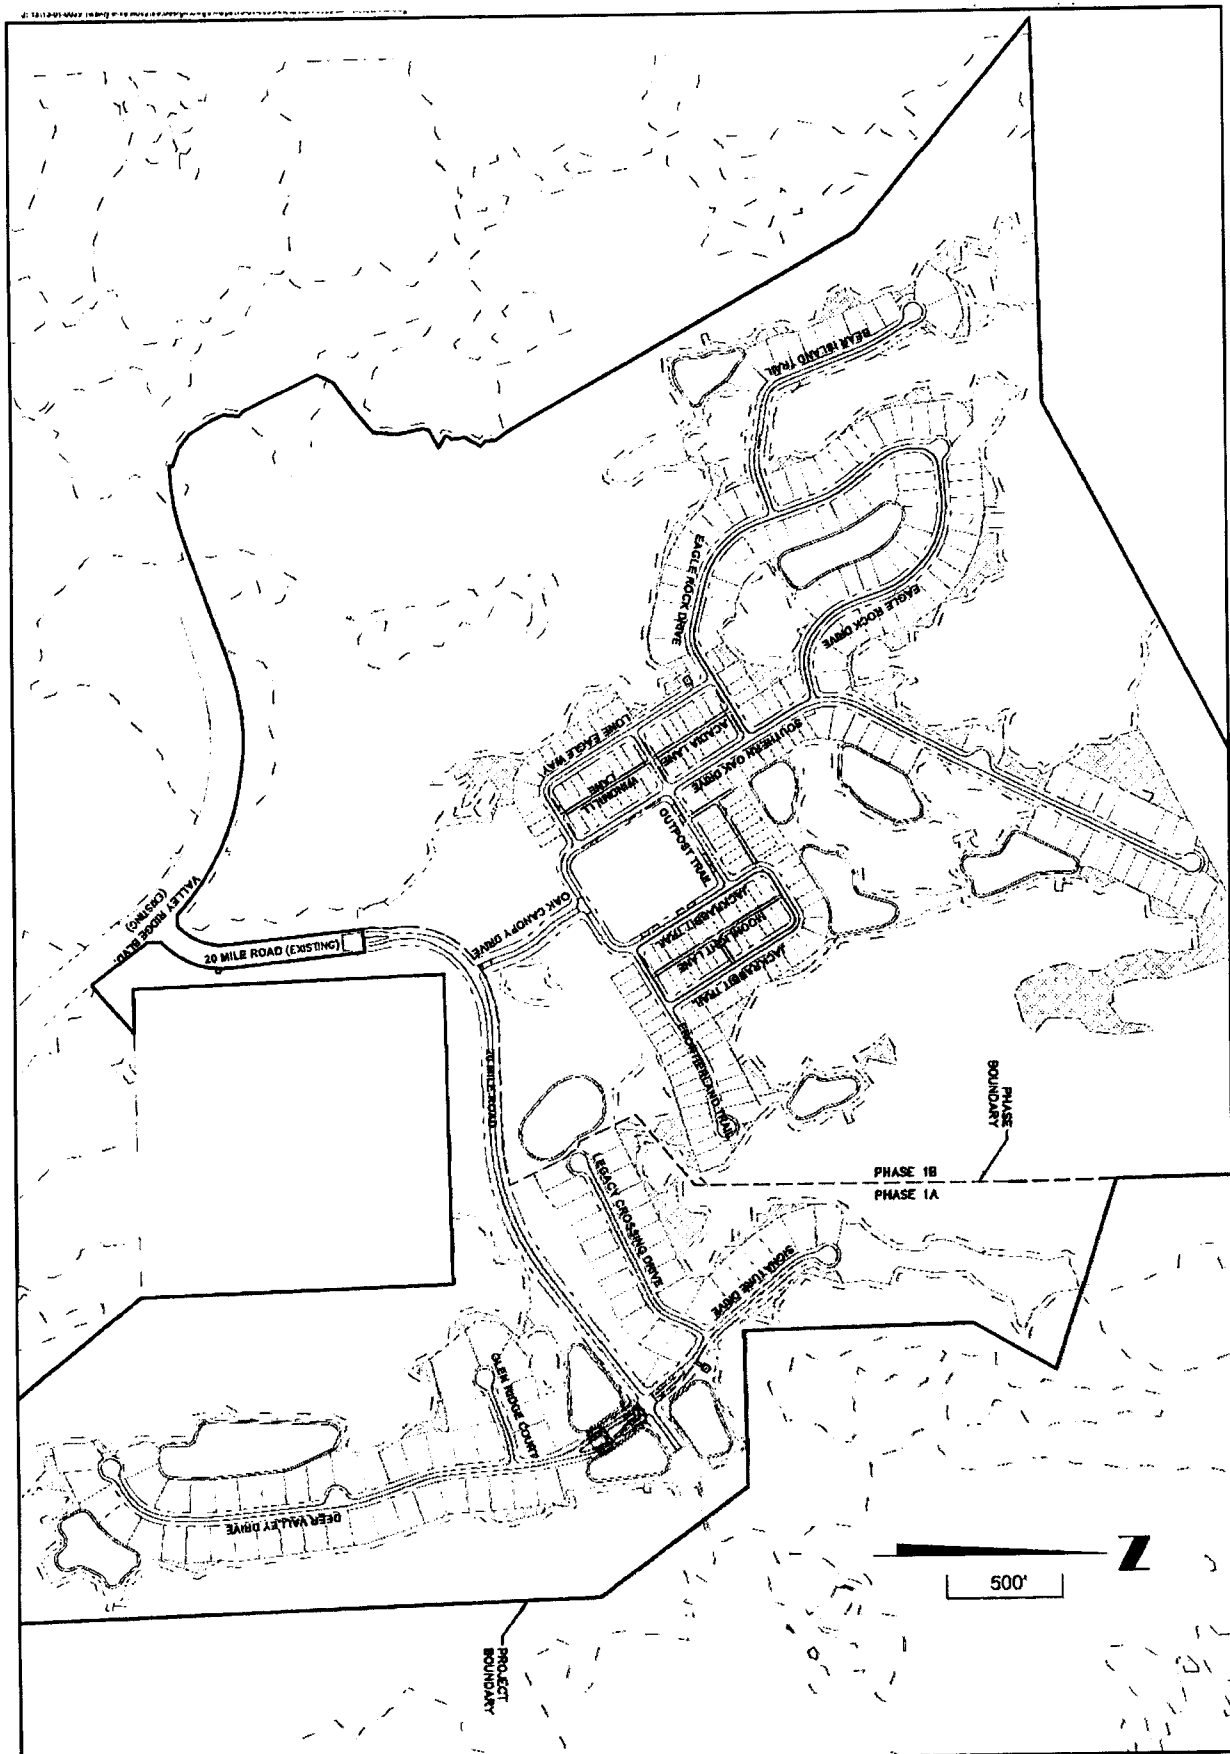 BEAR ISLAND TRAIL
EAGLE ROCK DRIVE
EAGLE ROCK DRIVE
LONE EAGLE WAY
ACADIA LANE
WINDMILL
LANE
SOUTHERN OAK DRIVE
OUTPOST TRAIL
OAK CANOPY DRIVE
JACKRABBIT TRAIL
MOONLIGHT LANE
JACKRABBIT TRAIL
VALLEY RIDGE BLVD.
(EXISTING)
20 MILE ROAD (EXISTING)
20 MILE ROAD
PHASE
BOUNDARY
PHASE 1B
PHASE 1A
LEGACY CROSSING DRIVE
SIGNATURE DRIVE
GLEN RIDGE COURT
DEER VALLEY DRIVE
Z
500'
PROJECT
BOUNDARY